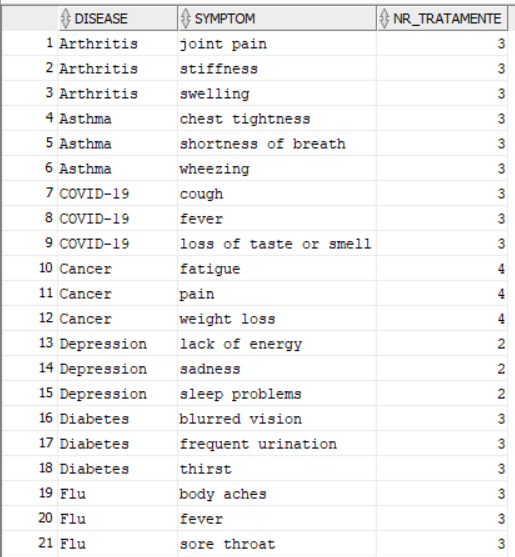 DISEASE SYMPTOM NR_TRATAMENTE
1 Arthritis joint pain 3
2 Arthritis stiffness 3
3 Arthritis swelling 3
4 Asthma chest tightness 3
5 Asthma shortness of breath 3
6 Asthma wheezing 3
7 COVID-19 cough 3
8 COVID-19 fever 3
9 COVID-19 loss of taste or smell 3
10 Cancer fatigue 4
11 Cancer pain 4
12 Cancer weight loss 4
13 Depression lack of energy 2
14 Depression sadness 2
15 Depression sleep problems 2
16 Diabetes blurred vision 3
17 Diabetes frequent urination 3
18 Diabetes thirst 3
19 Flu body aches 3
20 Flu fever 3
21 Flu sore throat 3